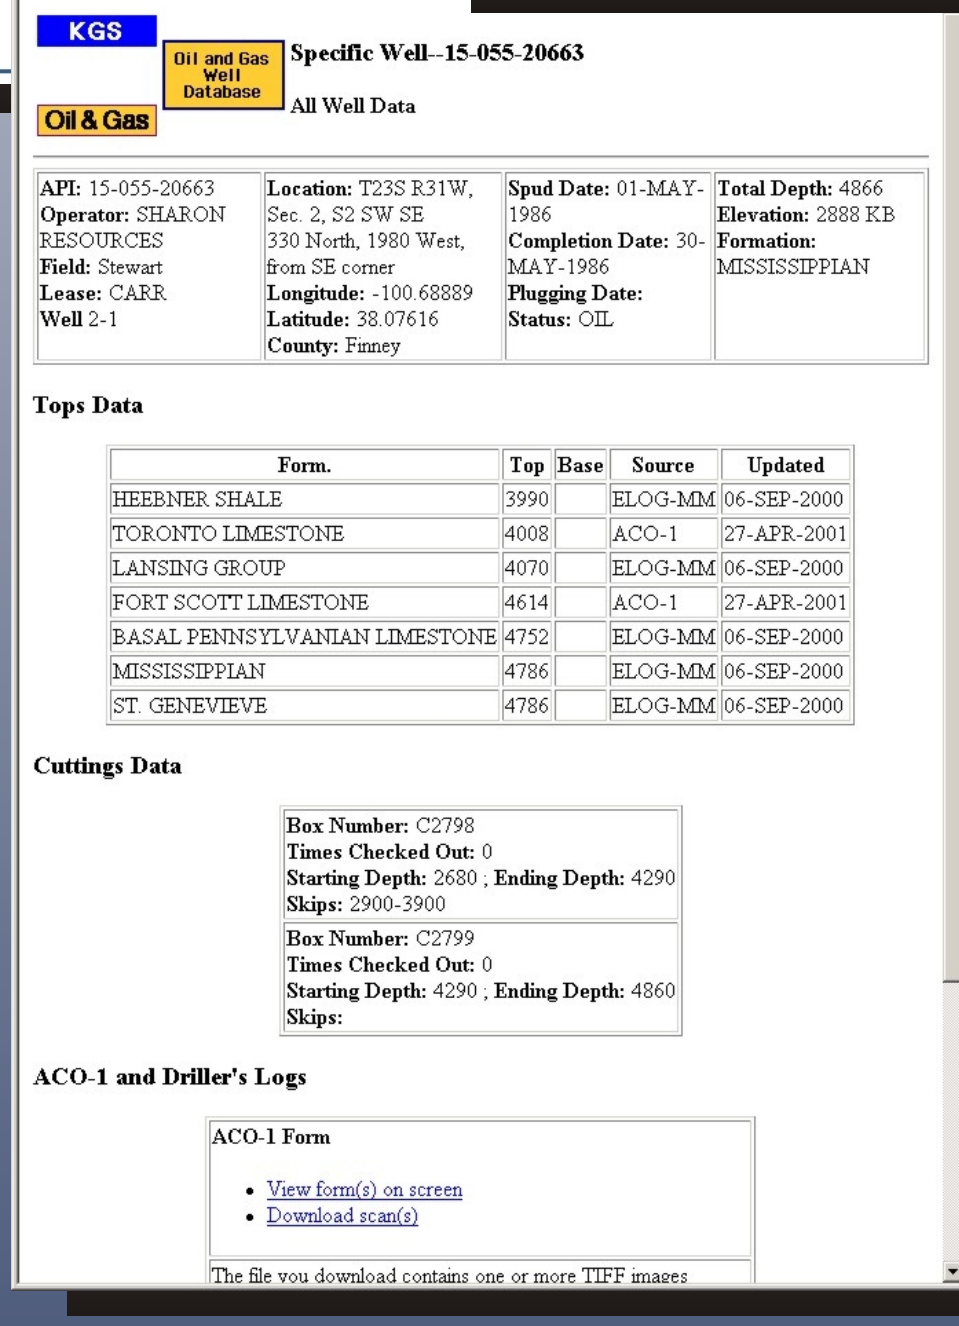 KGS
Oil and Gas
Well
Database
Oil & Gas
Specific Well--15-055-20663
All Well Data
API: 15-055-20663
Operator: SHARON
RESOURCES
Field: Stewart
Lease: CARR
Well 2-1
Location: T23S R31W,
Sec. 2, S2 SW SE
330 North, 1980 West,
from SE corner
Longitude: -100.68889
Latitude: 38.07616
County: Finney
Spud Date: 01-MAY-
1986
Completion Date: 30-
MAY-1986
Plugging Date:
Status: OIL
Total Depth: 4866
Elevation: 2888 KB
Formation:
MISSISSIPPIAN
Tops Data
Form. Top Base Source Updated
HEEBNER SHALE 3990 ELOG-MM 06-SEP-2000
TORONTO LIMESTONE 4008 ACO-1 27-APR-2001
LANSING GROUP 4070 ELOG-MM 06-SEP-2000
FORT SCOTT LIMESTONE 4614 ACO-1 27-APR-2001
BASAL PENNSYLVANIAN LIMESTONE 4752 ELOG-MM 06-SEP-2000
MISSISSIPPIAN 4786 ELOG-MM 06-SEP-2000
ST. GENEVIEVE 4786 ELOG-MM 06-SEP-2000
Cuttings Data
Box Number: C2798
Times Checked Out: 0
Starting Depth: 2680 ; Ending Depth: 4290
Skips: 2900-3900
Box Number: C2799
Times Checked Out: 0
Starting Depth: 4290 ; Ending Depth: 4860
Skips:
ACO-1 and Driller's Logs
ACO-1 Form
• View form(s) on screen
• Download scan(s)
The file you download contains one or more TIFF images